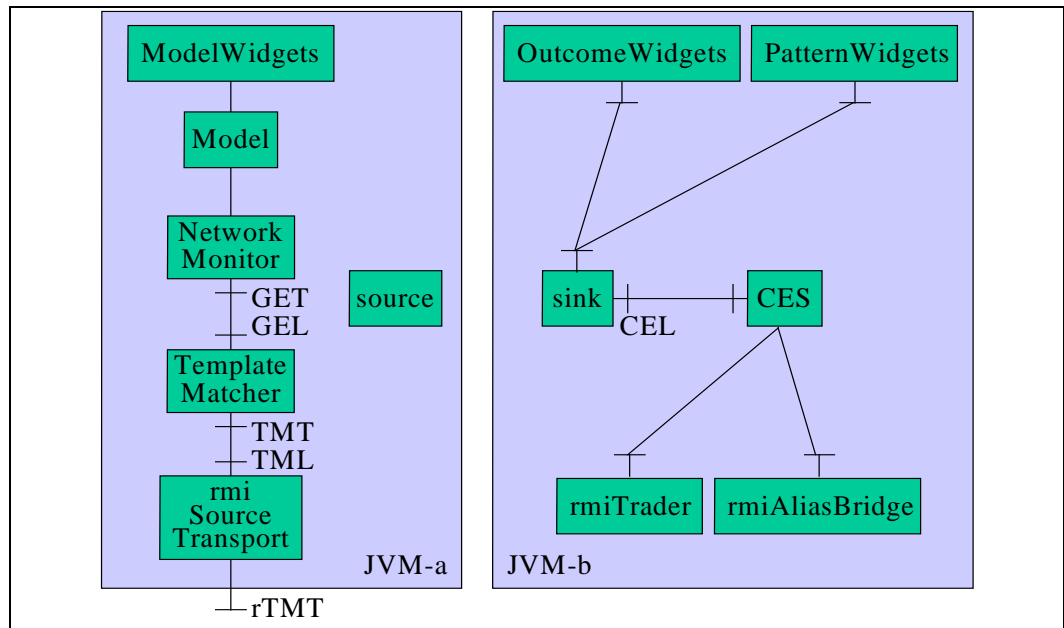 ModelWidgets
Model
Network
Monitor
GET
GEL
source
Template
Matcher
TMT
TML
rmi
Source
Transport
JVM-a
rTMT
OutcomeWidgets
PatternWidgets
sink
CEL
CES
rmiTrader
rmiAliasBridge
JVM-b